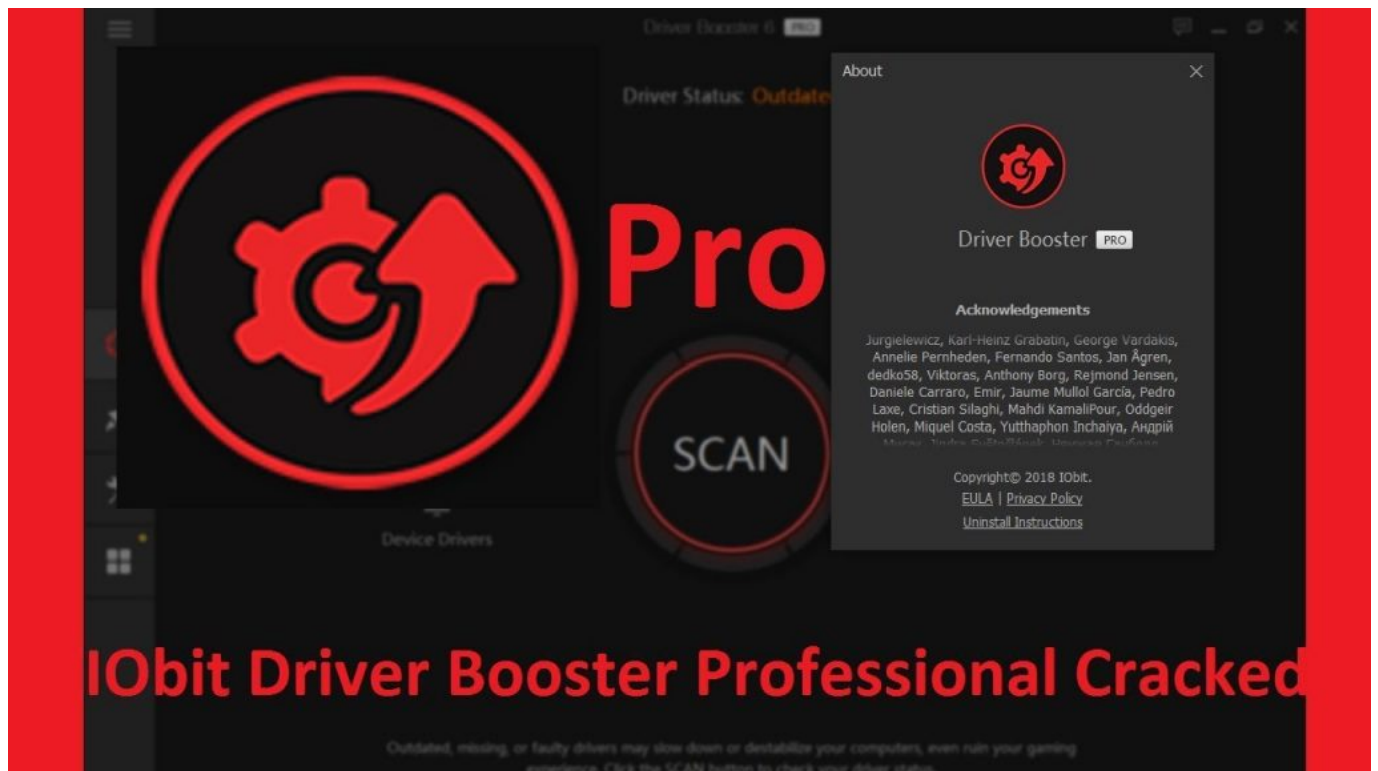 Driver Booster 6 PRO
Driver Status: Outdate
Pro
SCAN
Device Drivers
About
Driver Booster PRO
Acknowledgements
Jurgielewicz, Karl-Heinz Grabatin, George Vardakis,
Annelie Pernheden, Fernando Santos, Jan Ågren,
dedko58, Viktoras, Anthony Borg, Rejmond Jensen,
Daniele Carraro, Emir, Jaume Mullol García, Pedro
Laxe, Cristian Silaghi, Mahdi KamaliPour, Oddgeir
Holen, Miquel Costa, Yutthaphon Inchaiya, Андрій
Copyright© 2018 IObit.
EULA | Privacy Policy
Uninstall Instructions
IObit Driver Booster Professional Cracked
Outdated, missing, or faulty drivers may slow down or destabilize your computers, even ruin your gaming
experience. Click the SCAN button to check your driver status.